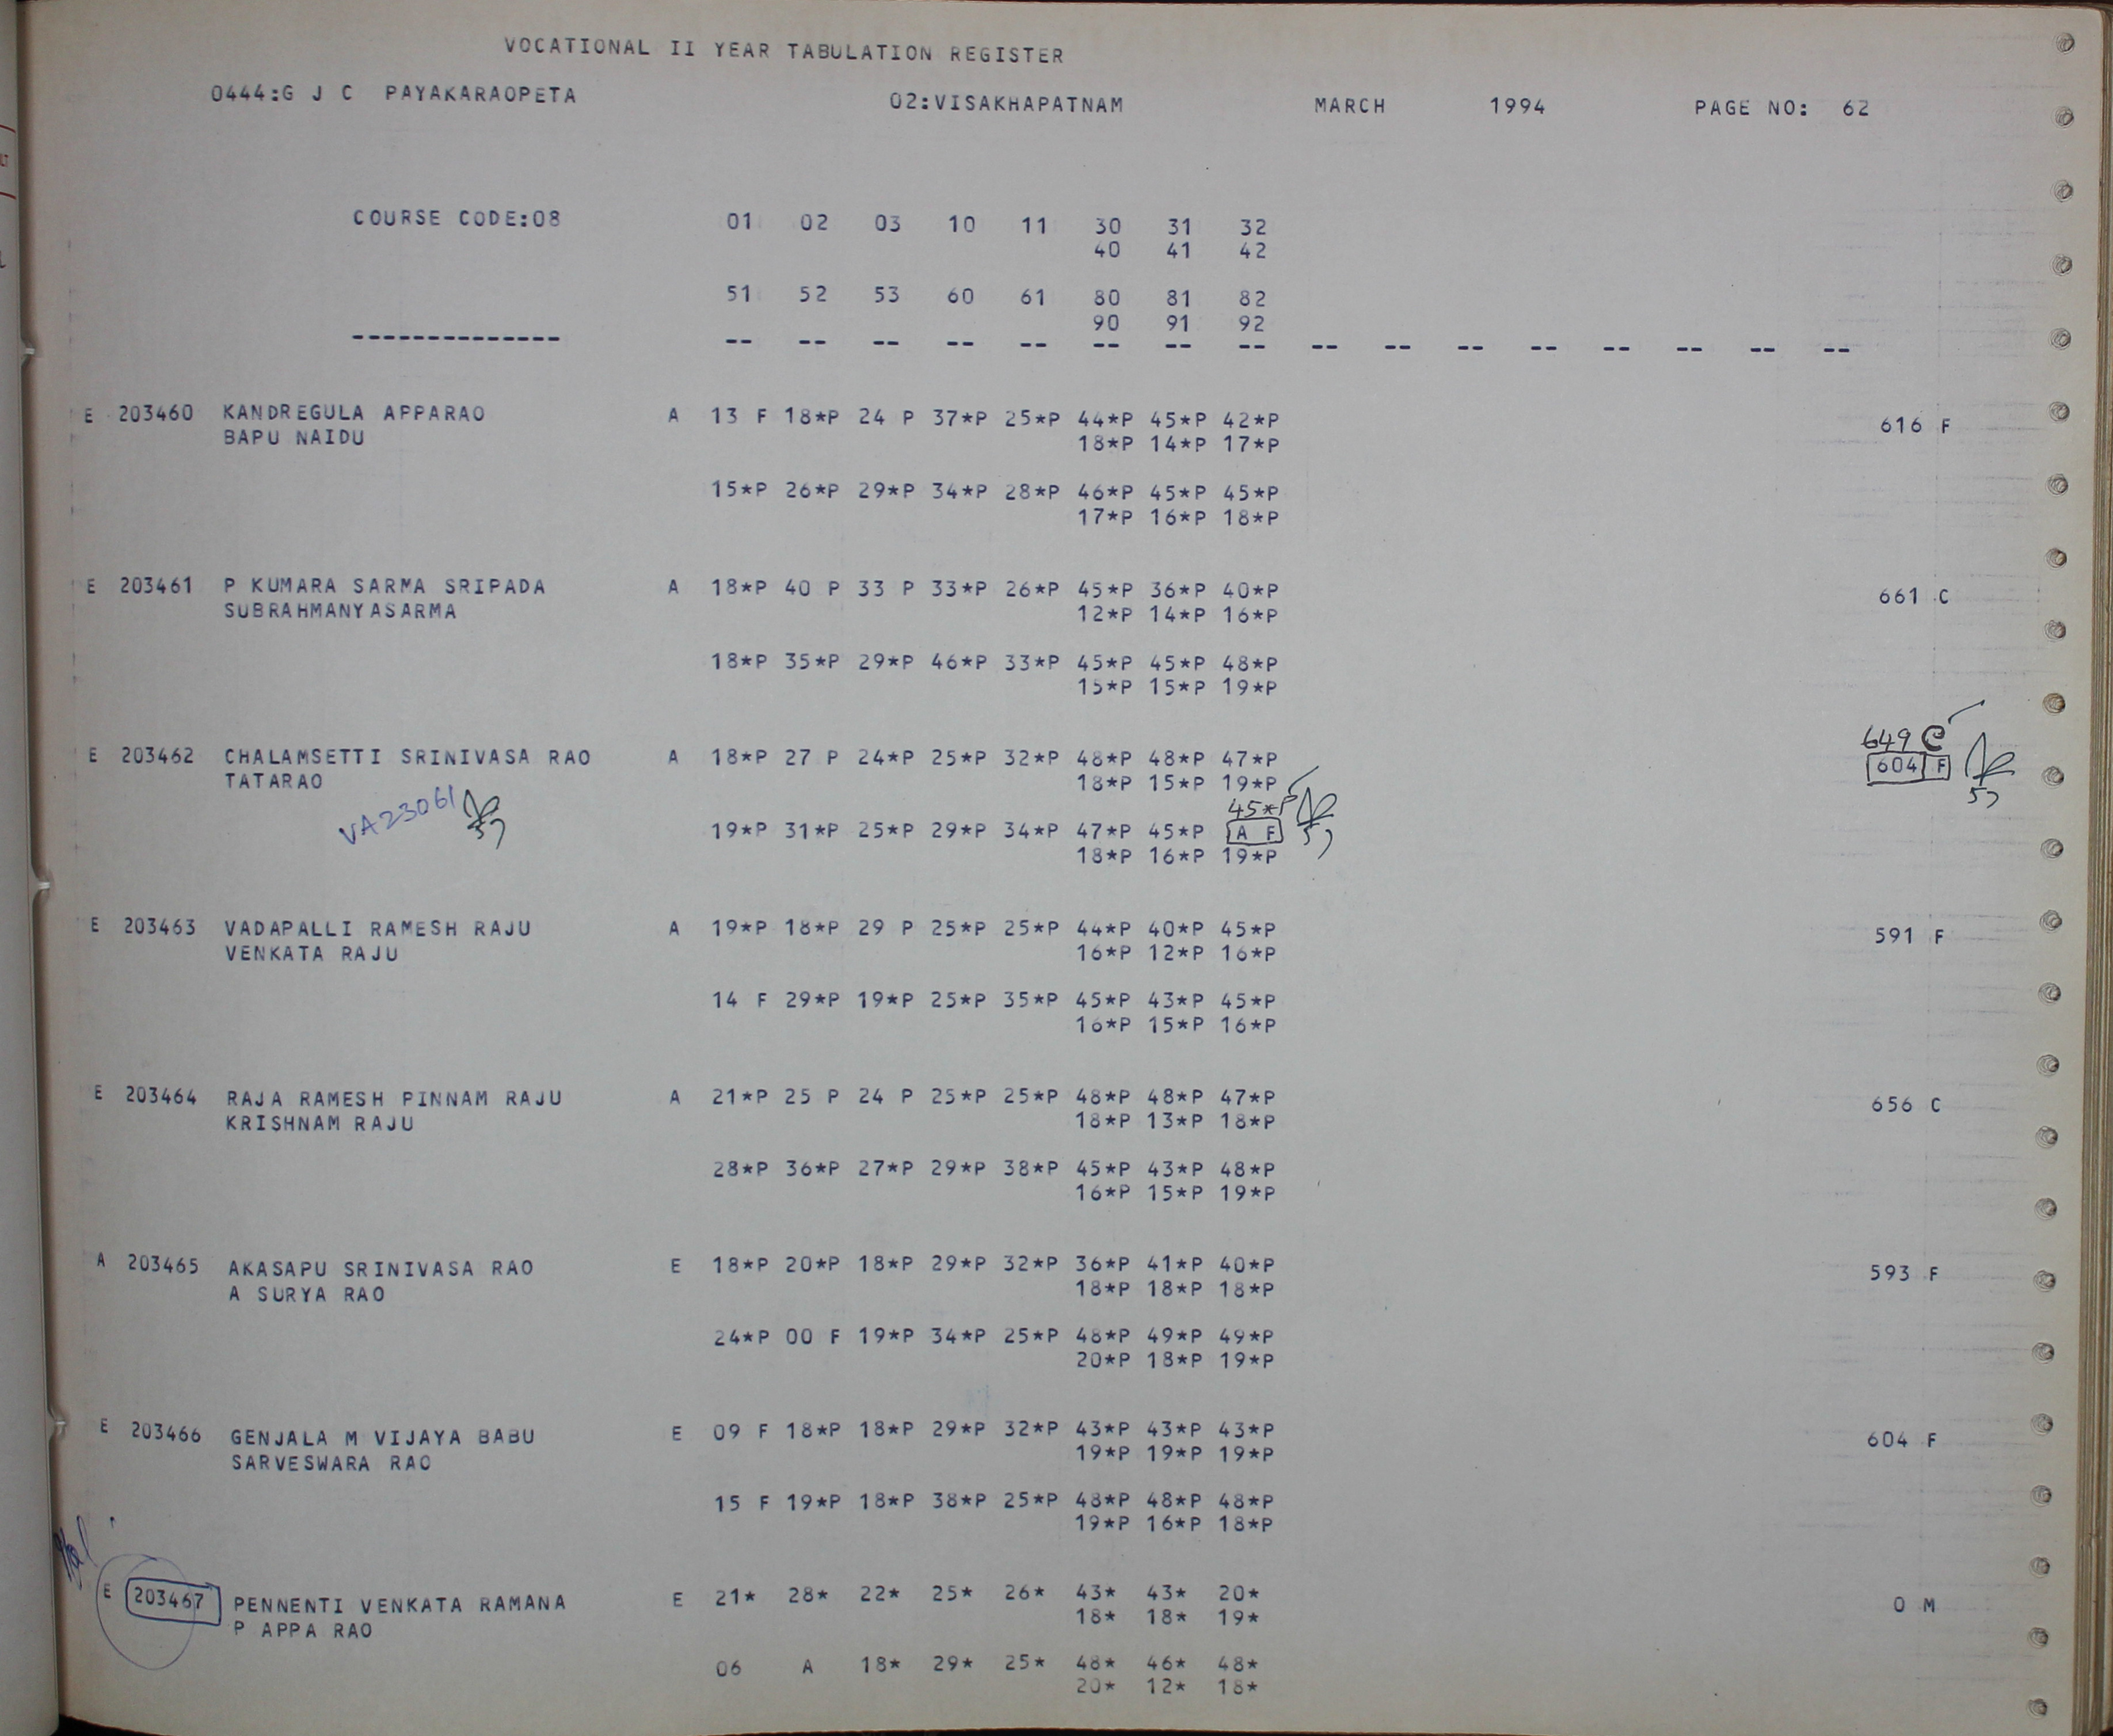 VOCATIONAL II YEAR TABULATION REGISTER
0444:G J C PAYAKARAOPETA 02:VISAKHAPATNAM MARCH 1994 PAGE NO: 62
COURSE CODE:08 01 02 03 10 11 30 31 32
40 41 42
51 52 53 60 61 80 81 82
90 91 92
-------------- -- -- -- -- -- -- -- -- -- -- -- -- -- -- -- --
E 203460 KANDREGULA APPARAO A 13 F 18*P 24 P 37*P 25*P 44*P 45*P 42*P 616 F
BAPU NAIDU 18*P 14*P 17*P
15*P 26*P 29*P 34*P 28*P 46*P 45*P 45*P
17*P 16*P 18*P
E 203461 P KUMARA SARMA SRIPADA A 18*P 40 P 33 P 33*P 26*P 45*P 36*P 40*P 661 C
SUBRAHMANYASARMA 12*P 14*P 16*P
18*P 35*P 29*P 46*P 33*P 45*P 45*P 48*P
15*P 15*P 19*P
649 C
E 203462 CHALAMSETTI SRINIVASA RAO A 18*P 27 P 24*P 25*P 32*P 48*P 48*P 47*P 604 F
TATARAO 18*P 15*P 19*P
VA23061 45*P
19*P 31*P 25*P 29*P 34*P 47*P 45*P A F
18*P 16*P 19*P
E 203463 VADAPALLI RAMESH RAJU A 19*P 18*P 29 P 25*P 25*P 44*P 40*P 45*P 591 F
VENKATA RAJU 16*P 12*P 16*P
14 F 29*P 19*P 25*P 35*P 45*P 43*P 45*P
16*P 15*P 16*P
E 203464 RAJA RAMESH PINNAM RAJU A 21*P 25 P 24 P 25*P 25*P 48*P 48*P 47*P 656 C
KRISHNAM RAJU 18*P 13*P 18*P
28*P 36*P 27*P 29*P 38*P 45*P 43*P 48*P
16*P 15*P 19*P
A 203465 AKASAPU SRINIVASA RAO E 18*P 20*P 18*P 29*P 32*P 36*P 41*P 40*P 593 F
A SURYA RAO 18*P 18*P 18*P
24*P 00 F 19*P 34*P 25*P 48*P 49*P 49*P
20*P 18*P 19*P
E 203466 GENJALA M VIJAYA BABU E 09 F 18*P 18*P 29*P 32*P 43*P 43*P 43*P 604 F
SARVESWARA RAO 19*P 19*P 19*P
15 F 19*P 18*P 38*P 25*P 48*P 48*P 48*P
19*P 16*P 18*P
E 203467 PENNENTI VENKATA RAMANA E 21* 28* 22* 25* 26* 43* 43* 20* 0 M
P APPA RAO 18* 18* 19*
06 A 18* 29* 25* 48* 46* 48*
20* 12* 18*